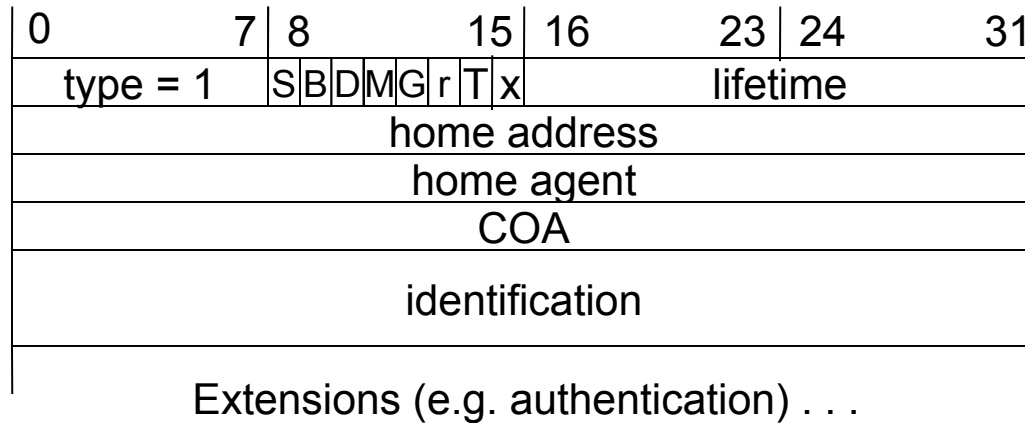 0 7 8 15 16 23 24 31
type = 1 S B D M G r T x lifetime
home address
home agent
COA
identification
Extensions (e.g. authentication) . . .